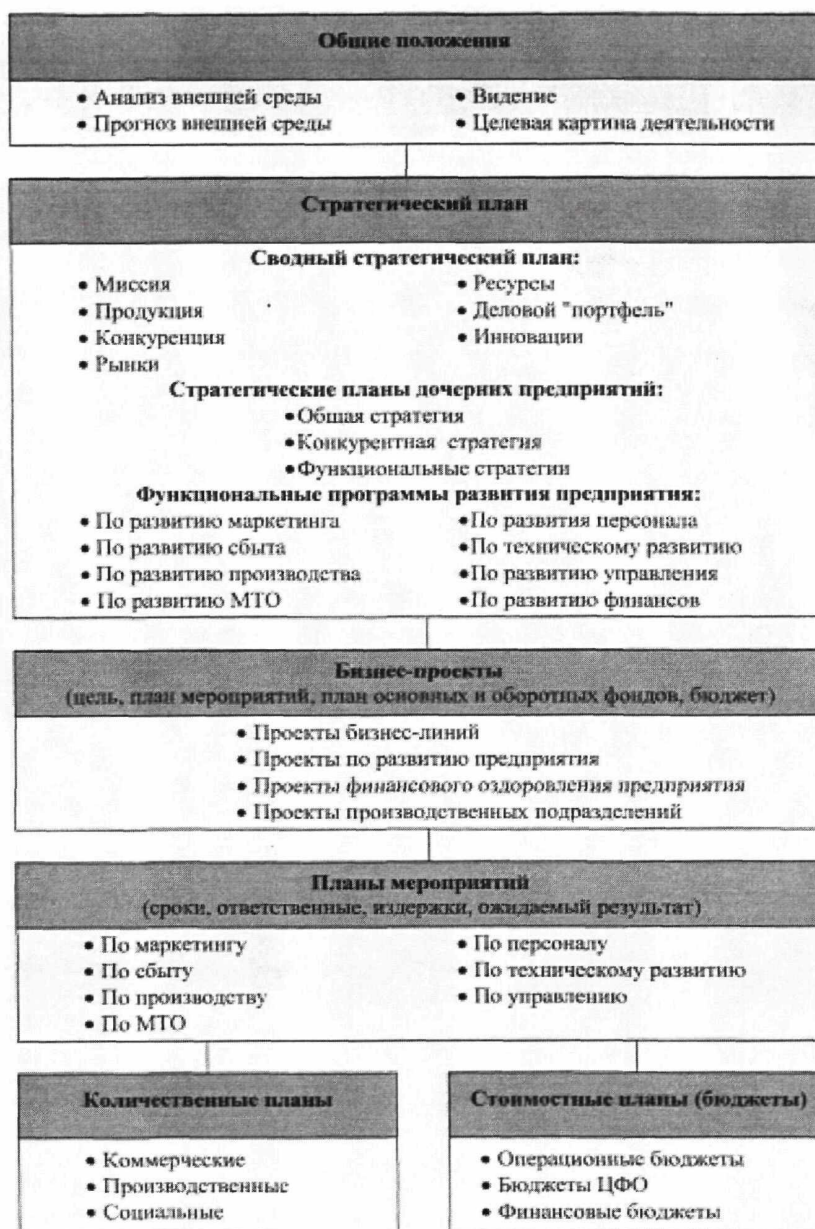 Общие положения
• Анализ внешней среды
• Прогноз внешней среды
• Видение
• Целевая картина деятельности
Стратегический план
Сводный стратегический план:
• Миссия
• Продукция
• Конкуренция
• Рынки
• Ресурсы
• Деловой "портфель"
• Инновации
Стратегические планы дочерних предприятий:
•Общая стратегия
•Конкурентная стратегия
•Функциональные стратегии
Функциональные программы развития предприятия:
• По развитию маркетинга
• По развитию сбыта
• По развитию производства
• По развитию МТО
•По развития персонала
•По техническому развитию
•По развитию управления
•По развитию финансов
Бизнес-проекты
(цель, план мероприятий, план основных и оборотных фондов, бюджет)
• Проекты бизнес-линий
• Проекты по развитию предприятия
• Проекты финансового оздоровления предприятия
• Проекты производственных подразделений
Планы мероприятий
(сроки, ответственные, издержки, ожидаемый результат)
• По маркетингу
• По сбыту
• По производству
• По МТО
• По персоналу
• По техническому развитию
• По управлению
Количественные планы
• Коммерческие
• Производственные
• Социальные
Стоимостные планы (бюджеты)
• Операционные бюджеты
• Бюджеты ЦФО
• Финансовые бюджеты